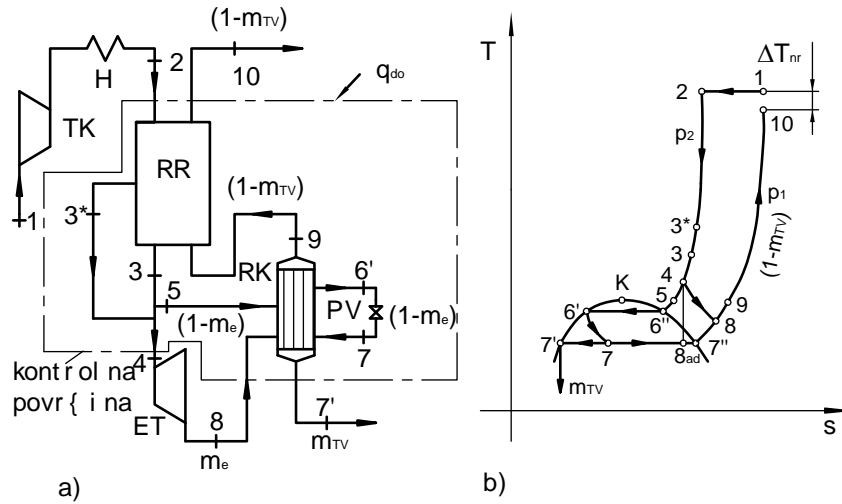 (1-mTV)
H
2
10
qdo
TK
RR
(1-mTV)
1
3*
9
3
RK
6'
5
PV
(1-me)
(1-me)
7
kontrolna
4
povr{ina
ET
8
me
7'
mTV
a)
T
ΔTnr
2
1
10
p2
p1
3*
3
(1-mTV)
4
K
5
9
6'
6''
8
7'
7
8ad
7''
mTV
s
b)